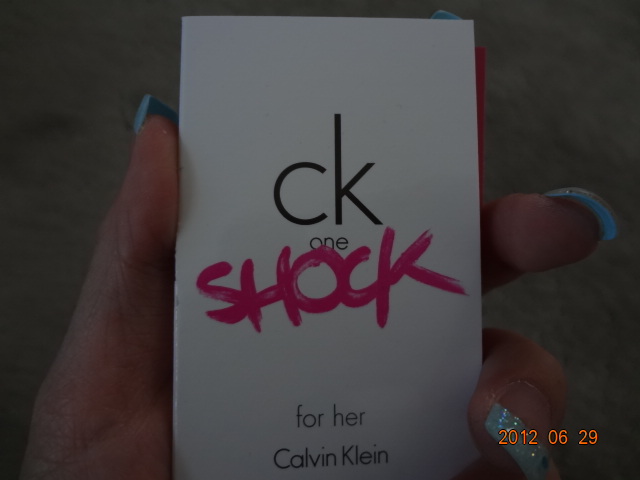 ck
one
SHOCK
for her
Calvin Klein
2012 06 29